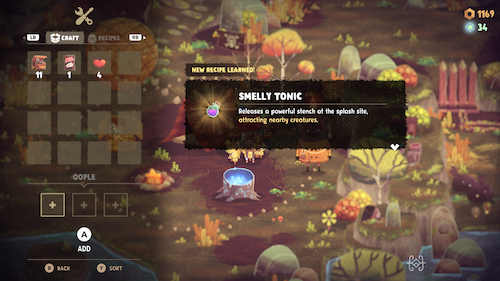 LB CRAFT RECIPES RB
1169
34
11 1 4
NEW RECIPE LEARNED!
SMELLY TONIC
Releases a powerful stench at the splash site,
attracting nearby creatures.
OOPLE
A
ADD
B BACK Y SORT